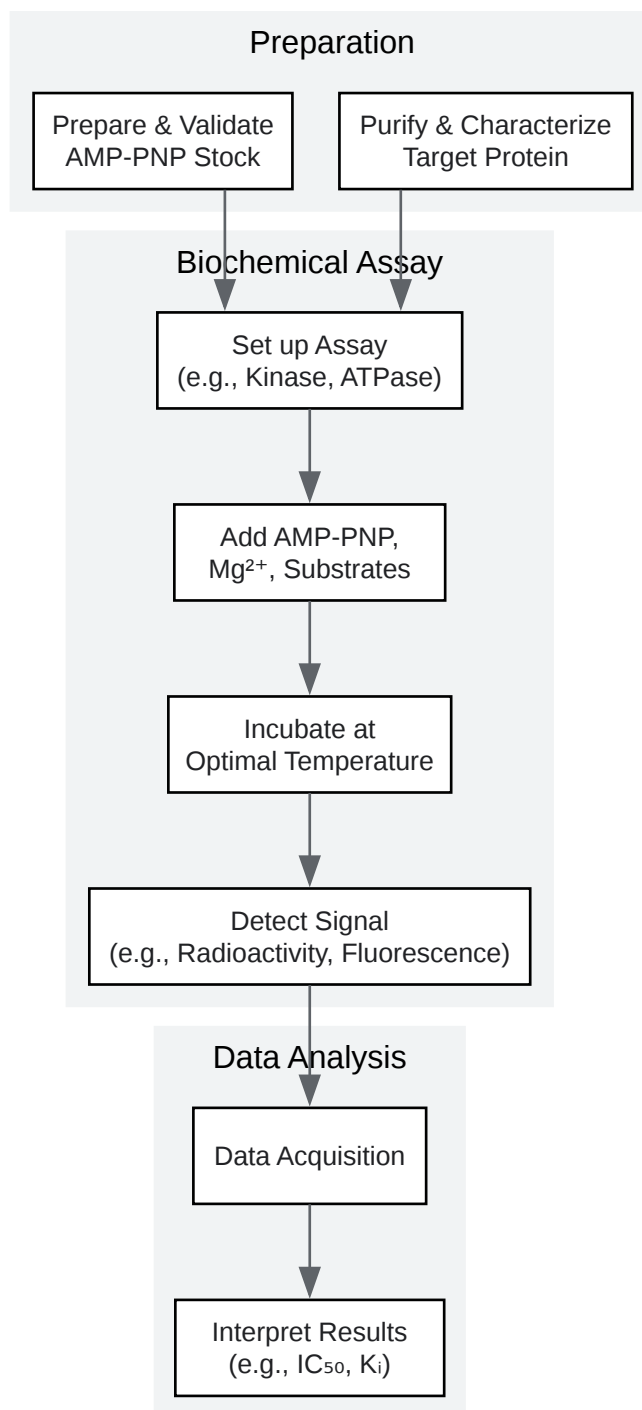 Preparation
Prepare & Validate
AMP-PNP Stock
Purify & Characterize
Target Protein
Biochemical Assay
Set up Assay
(e.g., Kinase, ATPase)
Add AMP-PNP,
Mg²⁺, Substrates
Incubate at
Optimal Temperature
Detect Signal
(e.g., Radioactivity, Fluorescence)
Data Analysis
Data Acquisition
Interpret Results
(e.g., IC₅₀, Kᵢ)